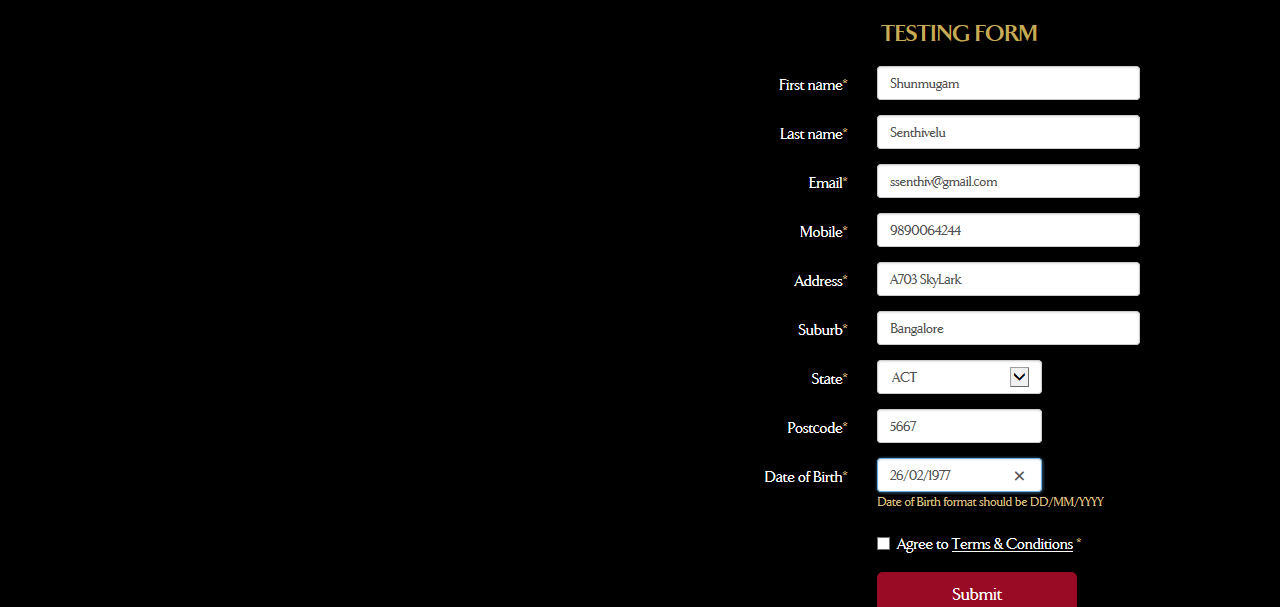 TESTING FORM
First name* Shunmugam
Last name* Senthivelu
Email* ssenthiv@gmail.com
Mobile* 9890064244
Address* A703 SkyLark
Suburb* Bangalore
State* ACT
Postcode* 5667
Date of Birth* 26/02/1977
Date of Birth format should be DD/MM/YYYY
Agree to Terms & Conditions *
Submit